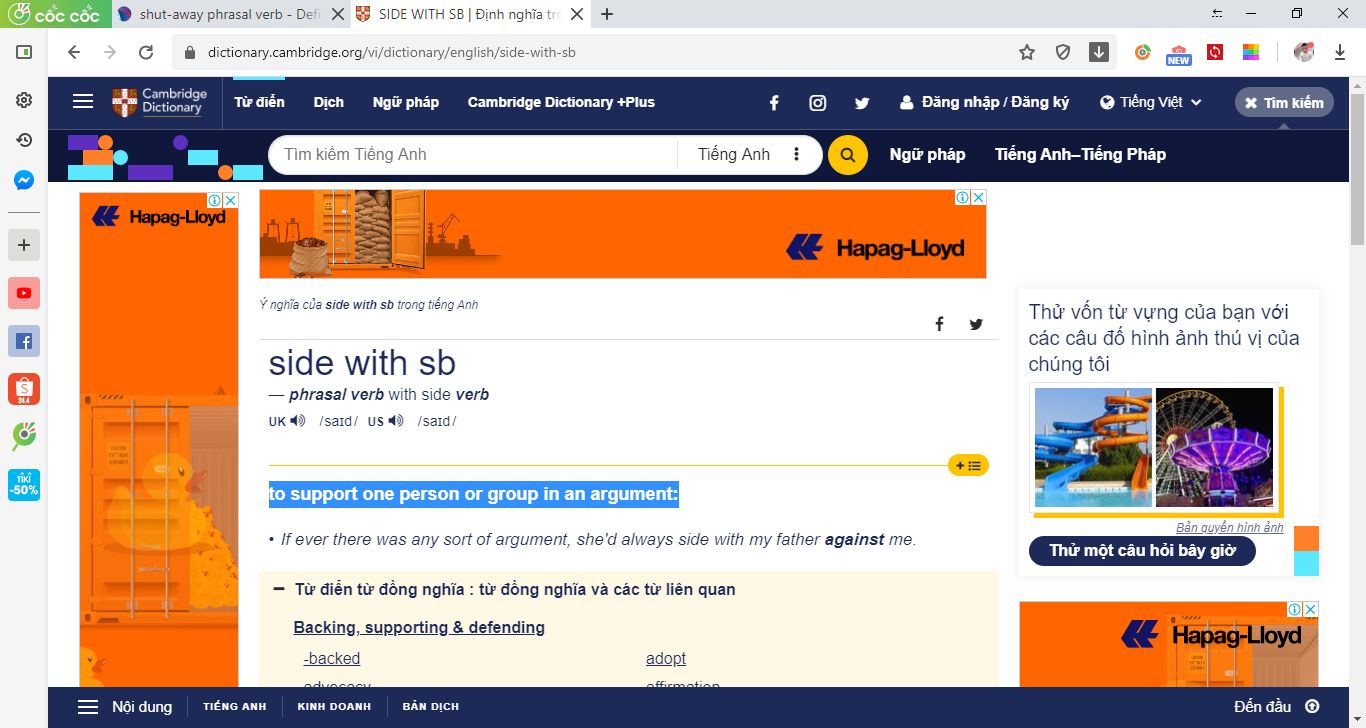 cốc cốc
shut-away phrasal verb - Defi
SIDE WITH SB | Định nghĩa tro
dictionary.cambridge.org/vi/dictionary/english/side-with-sb
NEW
Cambridge
Dictionary
Từ điển
Dịch
Ngữ pháp
Cambridge Dictionary +Plus
Đăng nhập / Đăng ký
Tiếng Việt
Tìm kiếm
Tìm kiếm Tiếng Anh
Tiếng Anh
Ngữ pháp
Tiếng Anh–Tiếng Pháp
Hapag-Lloyd
Hapag-Lloyd
Ý nghĩa của side with sb trong tiếng Anh
side with sb
— phrasal verb with side verb
UK /saɪd/ US /saɪd/
to support one person or group in an argument:
• If ever there was any sort of argument, she'd always side with my father against me.
Từ điển từ đồng nghĩa : từ đồng nghĩa và các từ liên quan
Backing, supporting & defending
-backed
adopt
advocacy
affirmation
Thử vốn từ vựng của bạn với
các câu đố hình ảnh thú vị của
chúng tôi
Bản quyền hình ảnh
Thử một câu hỏi bây giờ
Hapag-Lloyd
24.4
TIKI
-50%
Nội dung
TIẾNG ANH
KINH DOANH
BẢN DỊCH
Đến đầu